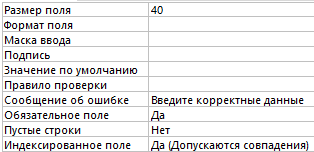 Размер поля 40
Формат поля
Маска ввода
Подпись
Значение по умолчанию
Правило проверки
Сообщение об ошибке Введите корректные данные
Обязательное поле Да
Пустые строки Нет
Индексированное поле Да (Допускаются совпадения)